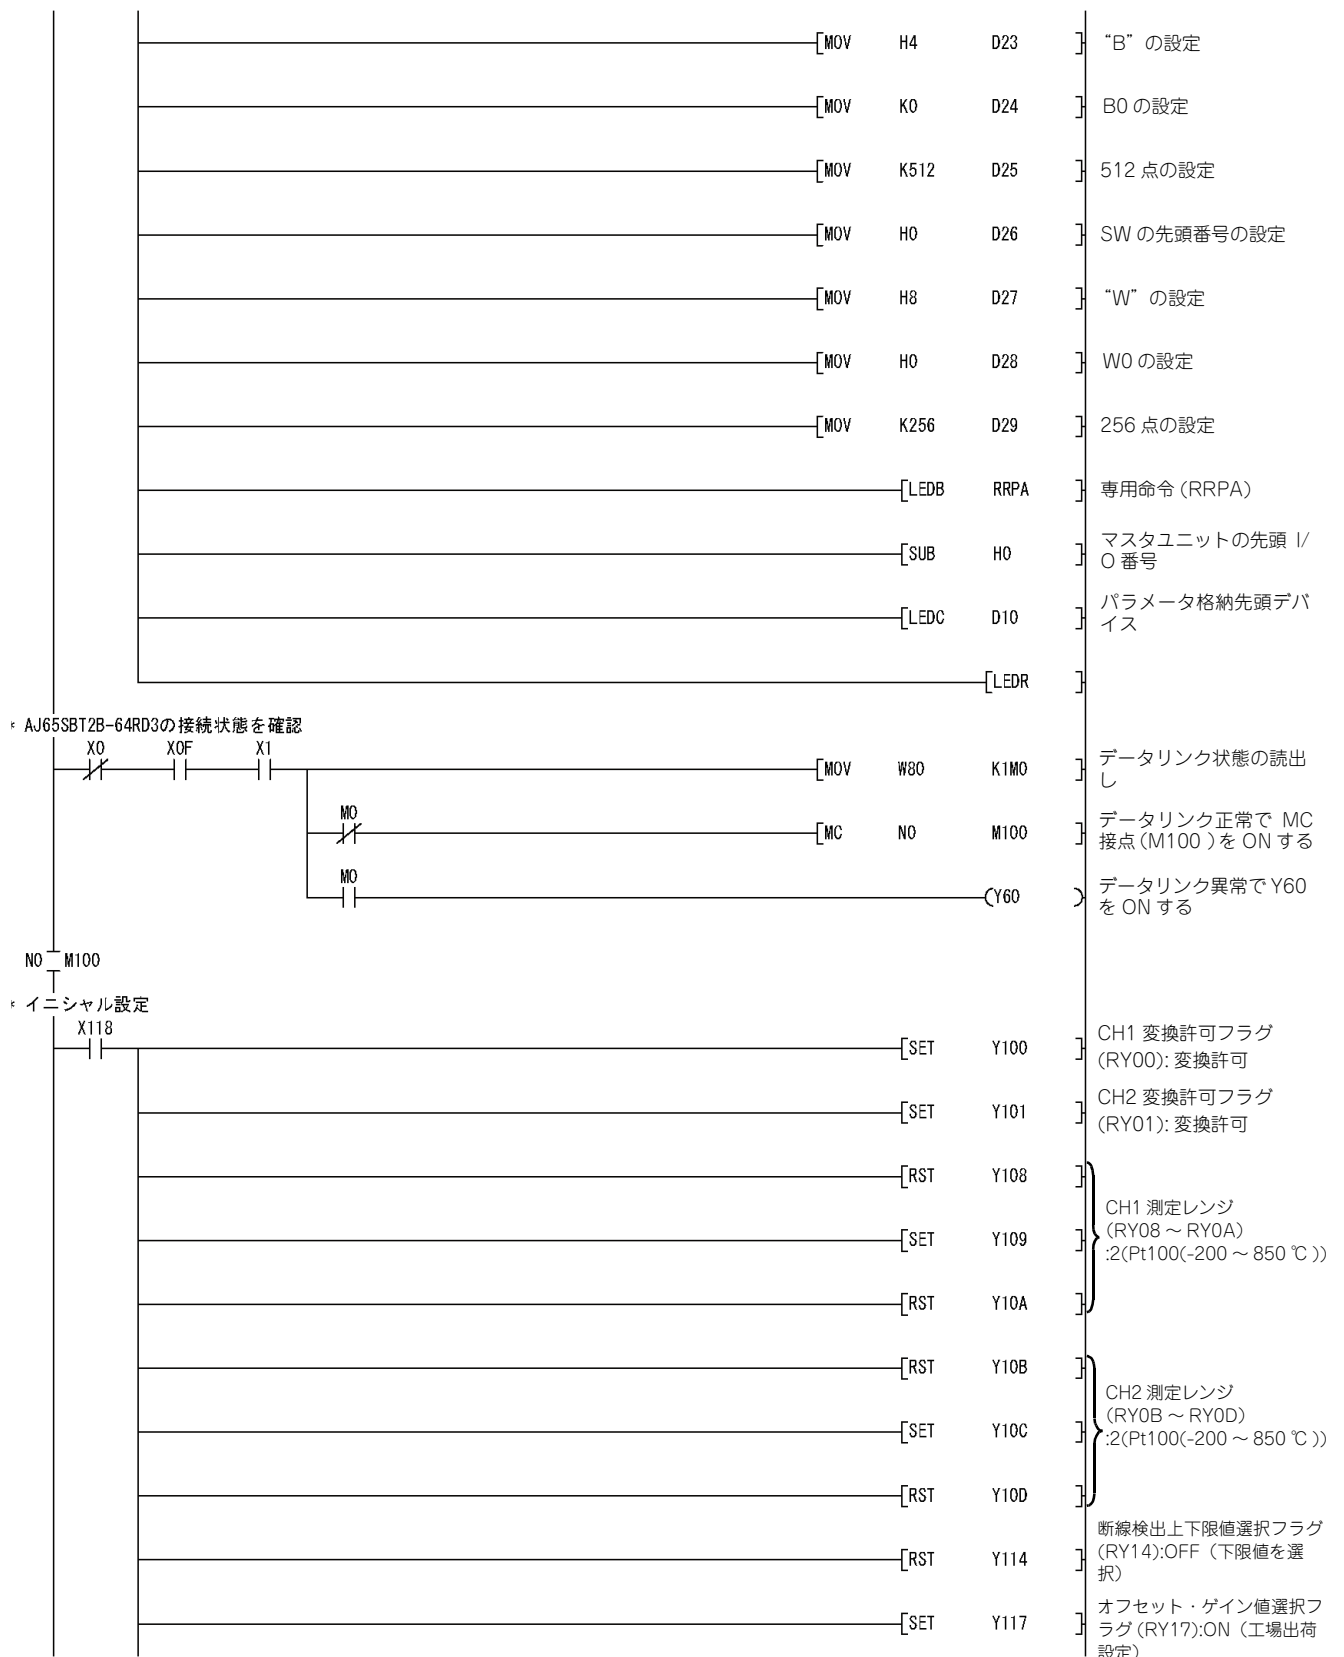 [MOV H4 D23 ] “B”の設定
[MOV K0 D24 ] B0 の設定
[MOV K512 D25 ] 512 点の設定
[MOV H0 D26 ] SW の先頭番号の設定
[MOV H8 D27 ] “W”の設定
[MOV H0 D28 ] W0 の設定
[MOV K256 D29 ] 256 点の設定
[LEDB RRPA ] 専用命令 (RRPA)
[SUB H0 ] マスタユニットの先頭 I/
O 番号
[LEDC D10 ] パラメータ格納先頭デバ
イス
[LEDR ]
* AJ65SBT2B-64RD3の接続状態を確認
X0 X0F X1
[MOV W80 K1M0 ] データリンク状態の読出
し
M0
[MC N0 M100 ] データリンク正常で MC
接点(M100 )を ON する
M0
(Y60 ) データリンク異常で Y60
を ON する
N0 M100
* イニシャル設定
X118
[SET Y100 ] CH1 変換許可フラグ
(RY00): 変換許可
[SET Y101 ] CH2 変換許可フラグ
(RY01): 変換許可
[RST Y108 ]
CH1 測定レンジ
(RY08 ～ RY0A)
[SET Y109 ]
:2(Pt100(-200 ～ 850 ℃ ))
[RST Y10A ]
[RST Y10B ]
CH2 測定レンジ
(RY0B ～ RY0D)
[SET Y10C ]
:2(Pt100(-200 ～ 850 ℃ ))
[RST Y10D ]
断線検出上下限値選択フラグ
[RST Y114 ] (RY14):OFF（下限値を選
択）
オフセット・ゲイン値選択フ
[SET Y117 ] ラグ (RY17):ON（工場出荷
設定）